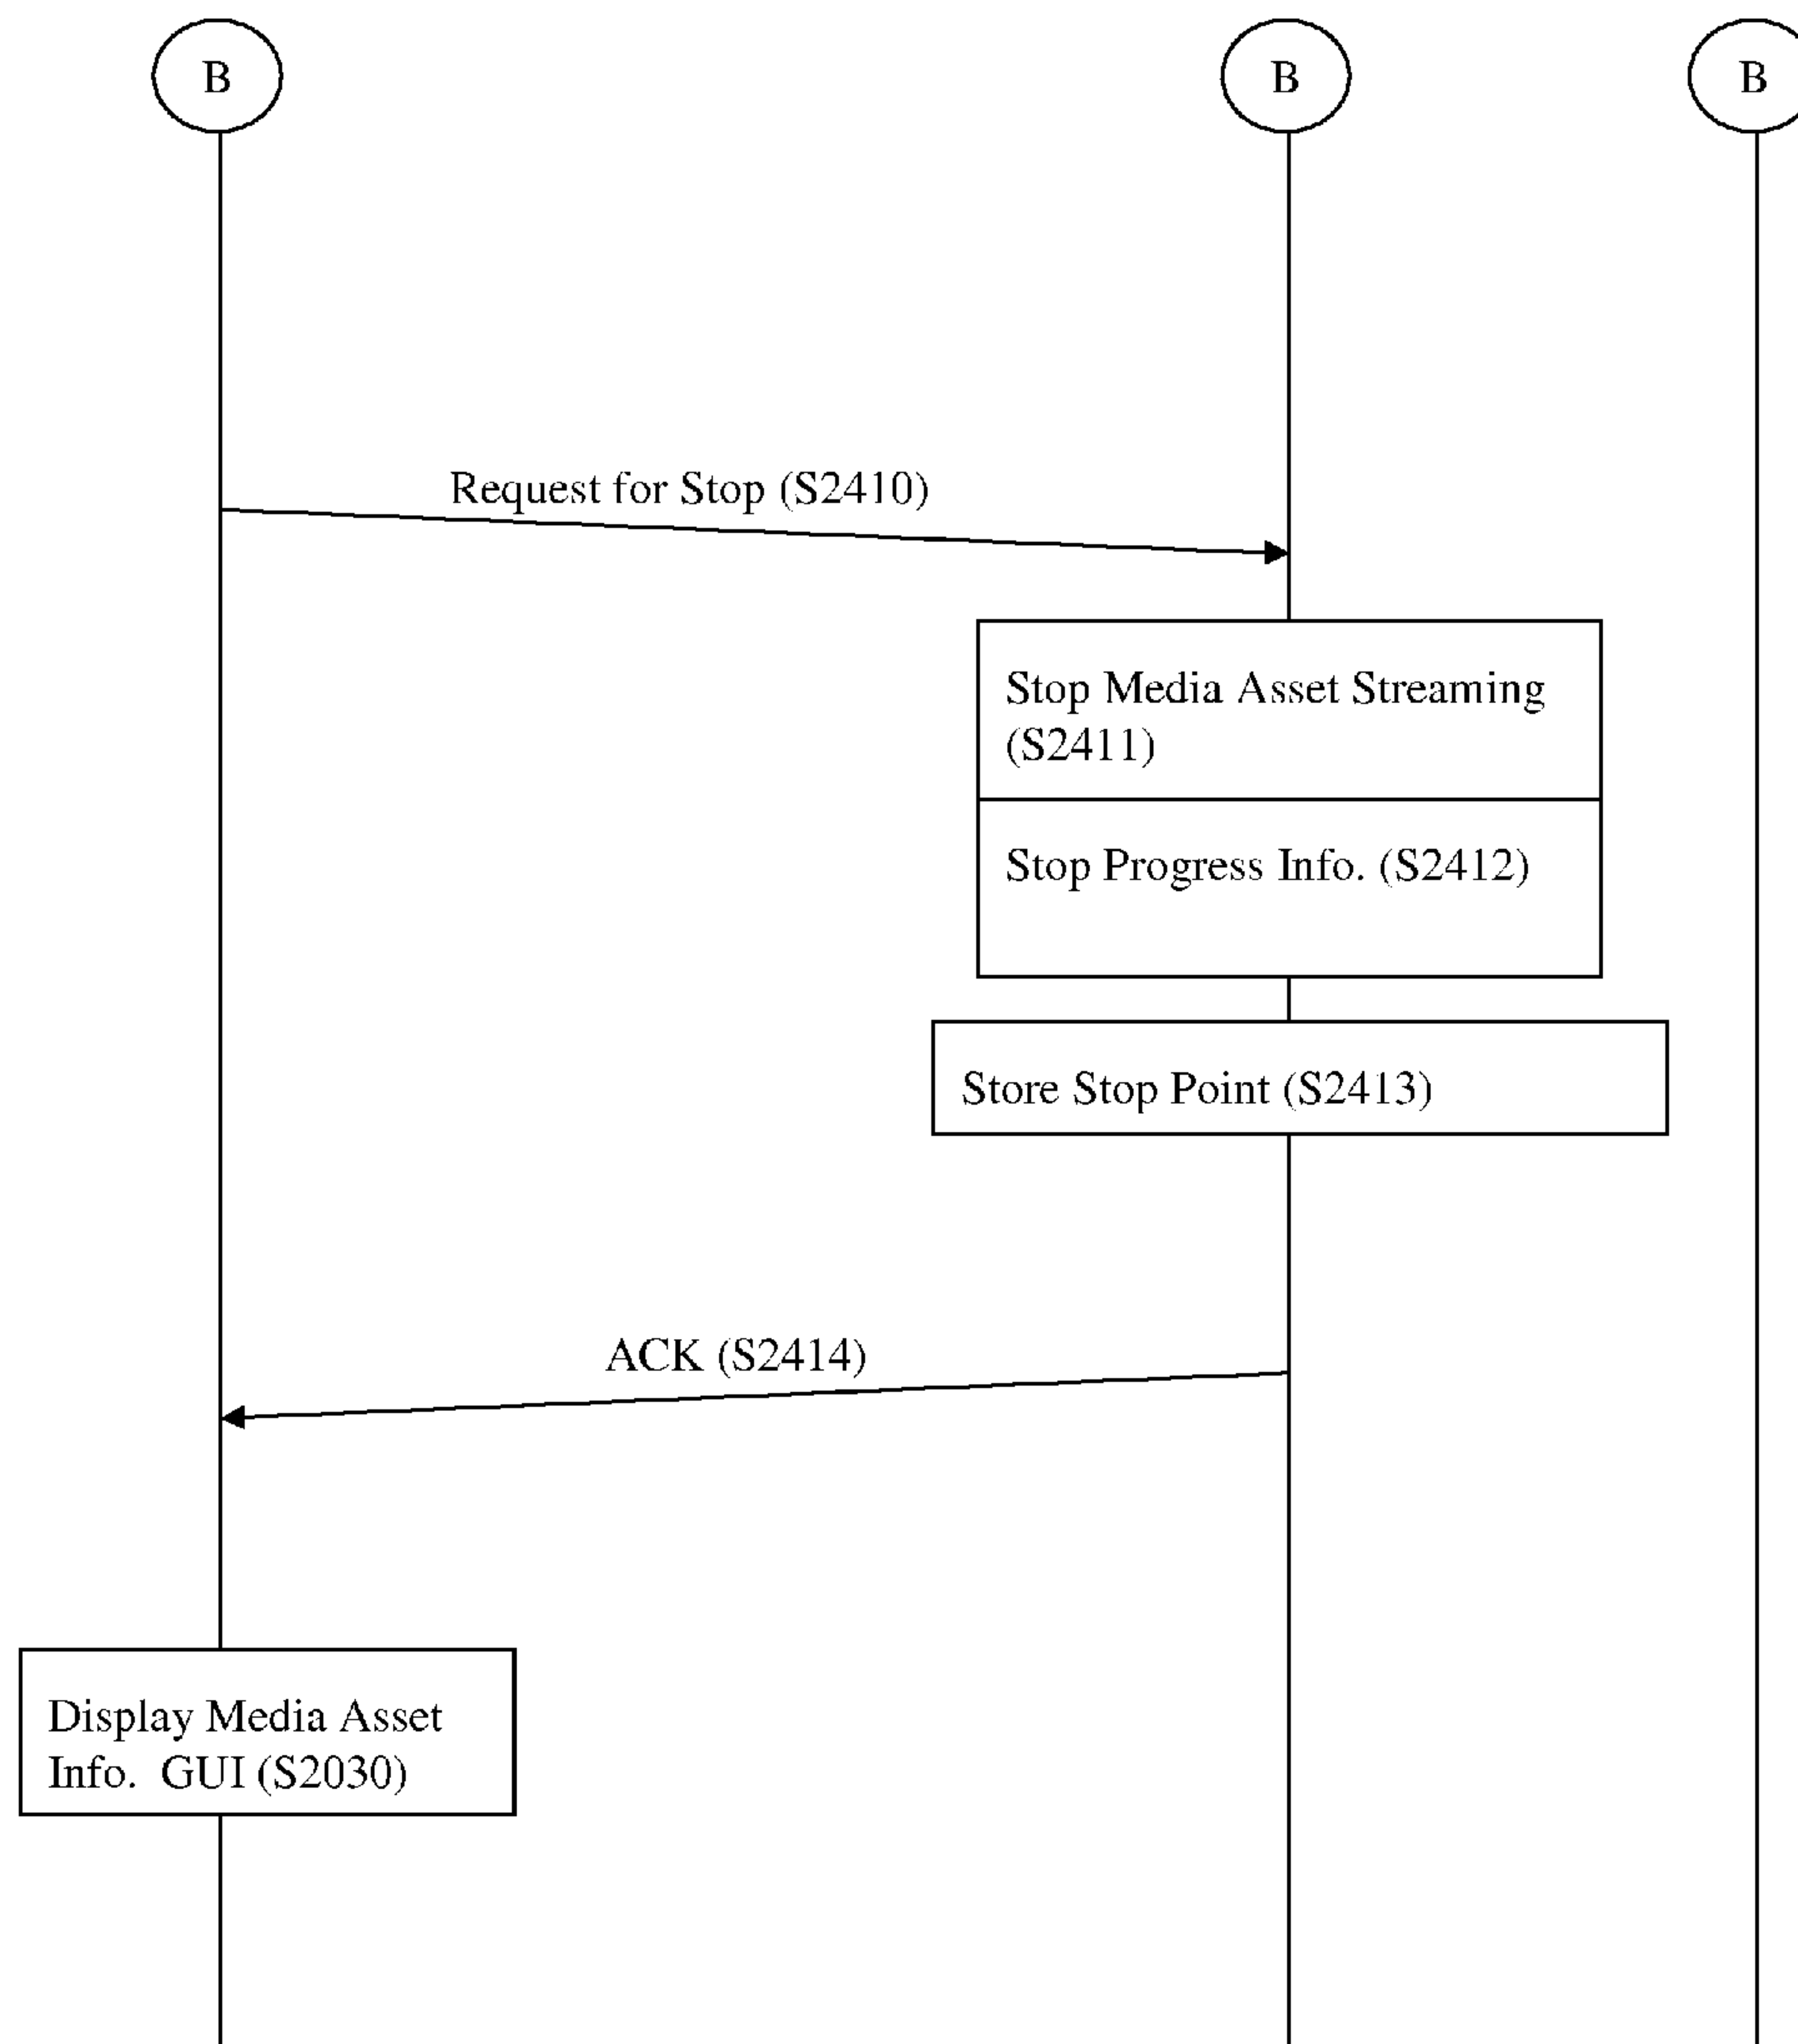 B
B
B
Request for Stop (S2410)
Stop Media Asset Streaming
(S2411)
Stop Progress Info. (S2412)
Store Stop Point (S2413)
ACK (S2414)
Display Media Asset
Info.  GUI (S2030)